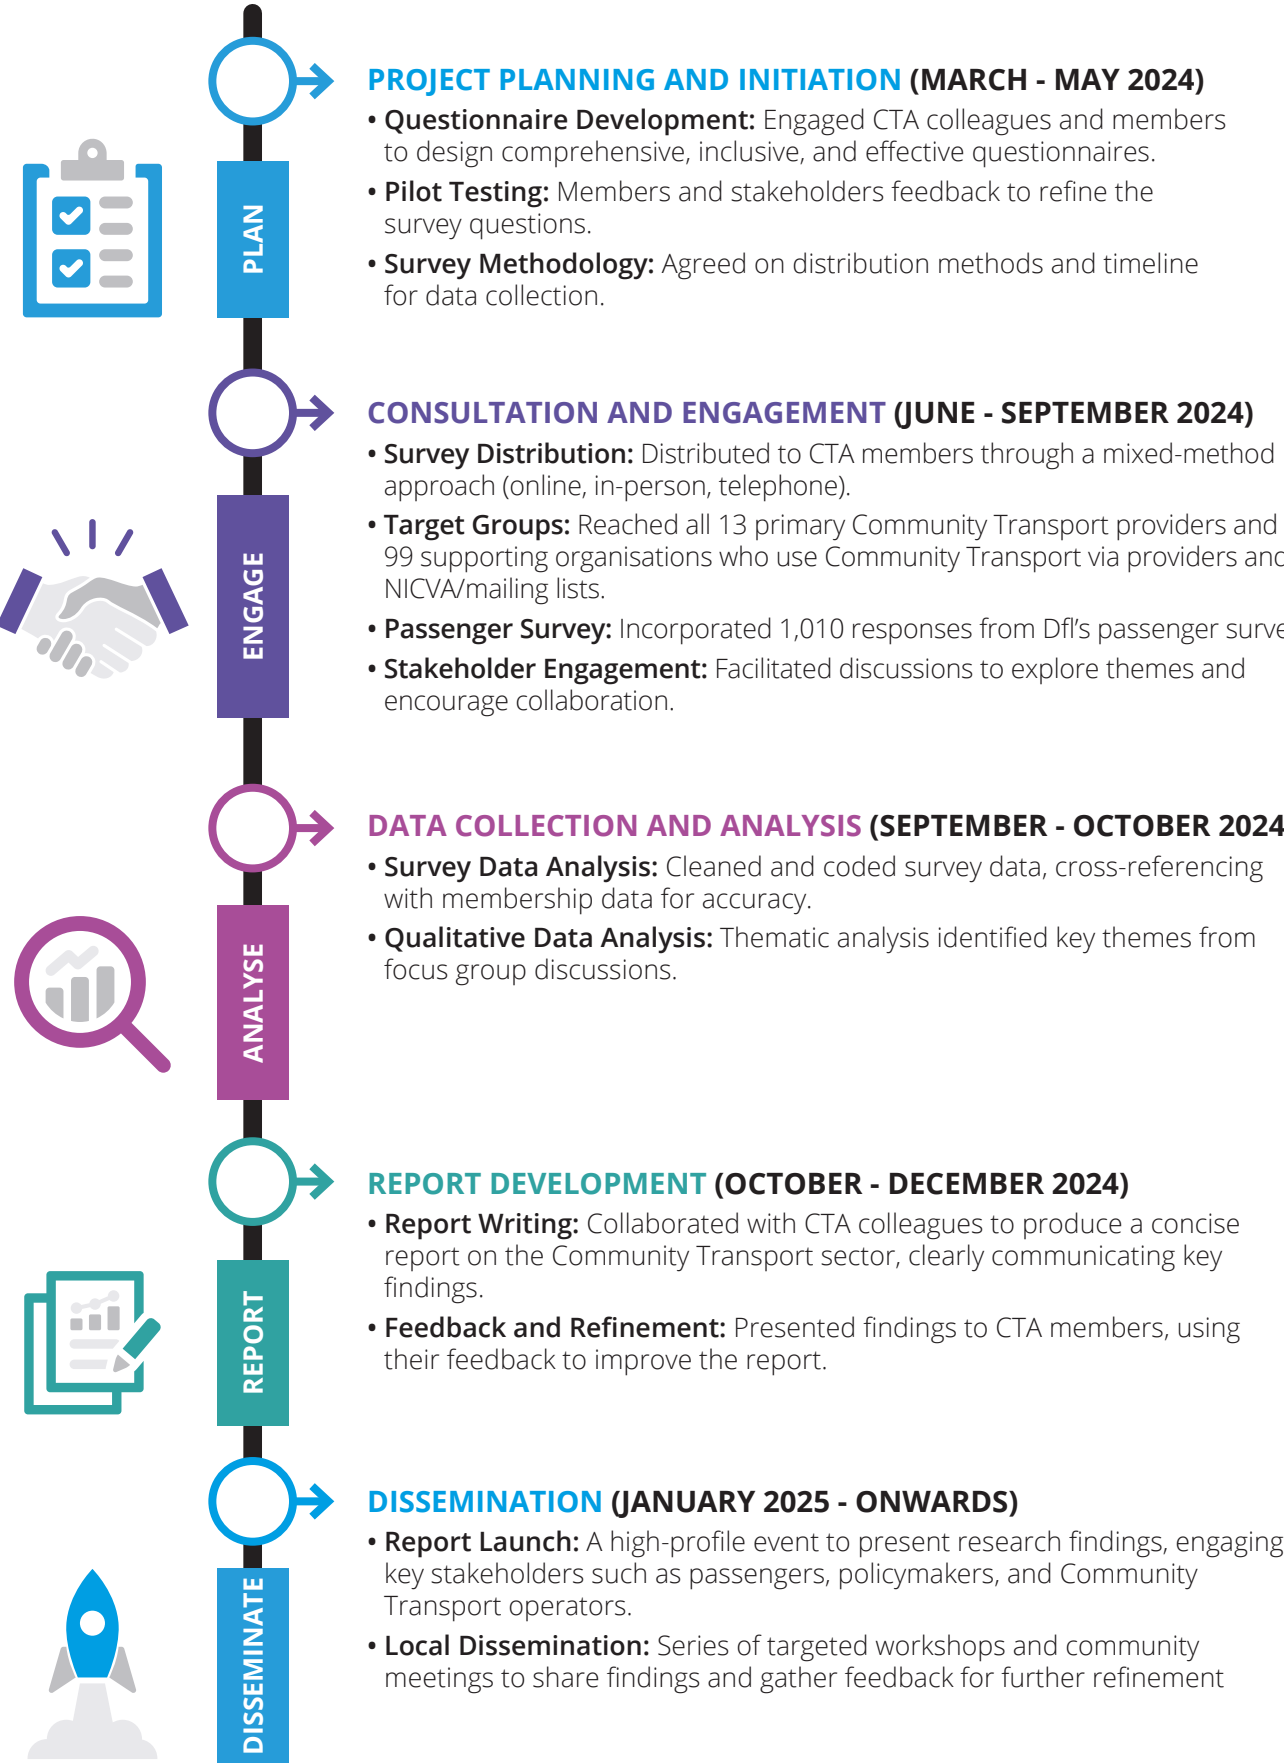 PROJECT PLANNING AND INITIATION (MARCH - MAY 2024)
• Questionnaire Development: Engaged CTA colleagues and members
to design comprehensive, inclusive, and effective questionnaires.
• Pilot Testing: Members and stakeholders feedback to refine the
survey questions.
• Survey Methodology: Agreed on distribution methods and timeline
for data collection.
PLAN
CONSULTATION AND ENGAGEMENT (JUNE - SEPTEMBER 2024)
• Survey Distribution: Distributed to CTA members through a mixed-method
approach (online, in-person, telephone).
• Target Groups: Reached all 13 primary Community Transport providers and
99 supporting organisations who use Community Transport via providers and
NICVA/mailing lists.
• Passenger Survey: Incorporated 1,010 responses from DfI’s passenger surve
• Stakeholder Engagement: Facilitated discussions to explore themes and
encourage collaboration.
ENGAGE
DATA COLLECTION AND ANALYSIS (SEPTEMBER - OCTOBER 2024
• Survey Data Analysis: Cleaned and coded survey data, cross-referencing
with membership data for accuracy.
• Qualitative Data Analysis: Thematic analysis identified key themes from
focus group discussions.
ANALYSE
REPORT DEVELOPMENT (OCTOBER - DECEMBER 2024)
• Report Writing: Collaborated with CTA colleagues to produce a concise
report on the Community Transport sector, clearly communicating key
findings.
• Feedback and Refinement: Presented findings to CTA members, using
their feedback to improve the report.
REPORT
DISSEMINATION (JANUARY 2025 - ONWARDS)
• Report Launch: A high-profile event to present research findings, engaging
key stakeholders such as passengers, policymakers, and Community
Transport operators.
• Local Dissemination: Series of targeted workshops and community
meetings to share findings and gather feedback for further refinement
DISSEMINATE